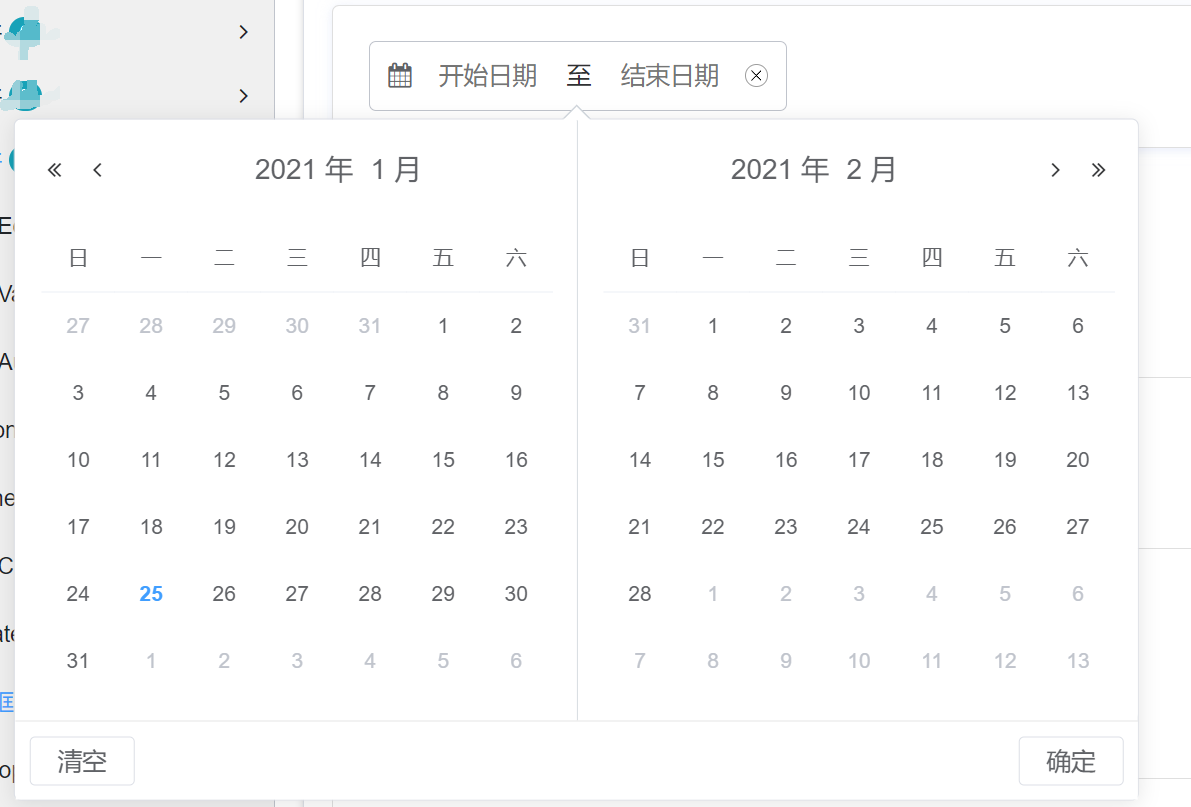 开始日期 至 结束日期
2021 年 1 月
日 一 二 三 四 五 六
27 28 29 30 31 1 2
3 4 5 6 7 8 9
10 11 12 13 14 15 16
17 18 19 20 21 22 23
24 25 26 27 28 29 30
31 1 2 3 4 5 6
2021 年 2 月
日 一 二 三 四 五 六
31 1 2 3 4 5 6
7 8 9 10 11 12 13
14 15 16 17 18 19 20
21 22 23 24 25 26 27
28 1 2 3 4 5 6
7 8 9 10 11 12 13
清空
确定